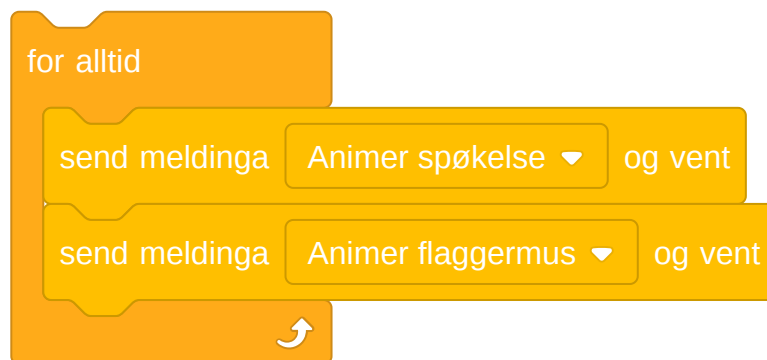 for alltid
send meldinga Animer spøkelse og vent
send meldinga Animer flaggermus og vent